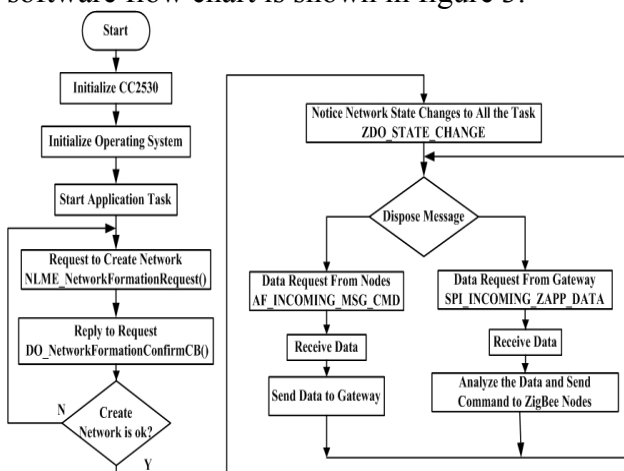 software flow chart is shown in figure 3.
Start
Initialize CC2530
Initialize Operating System
Start Application Task
Request to Create Network
NLME_NetworkFormationRequest()
Reply to Request
DO_NetworkFormationConfirmCB()
N
Create
Network is ok?
Y
Notice Network State Changes to All the Task
ZDO_STATE_CHANGE
Dispose Message
Data Request From Nodes
AF_INCOMING_MSG_CMD
Receive Data
Send Data to Gateway
Data Request From Gateway
SPI_INCOMING_ZAPP_DATA
Receive Data
Analyze the Data and Send
Command to ZigBee Nodes